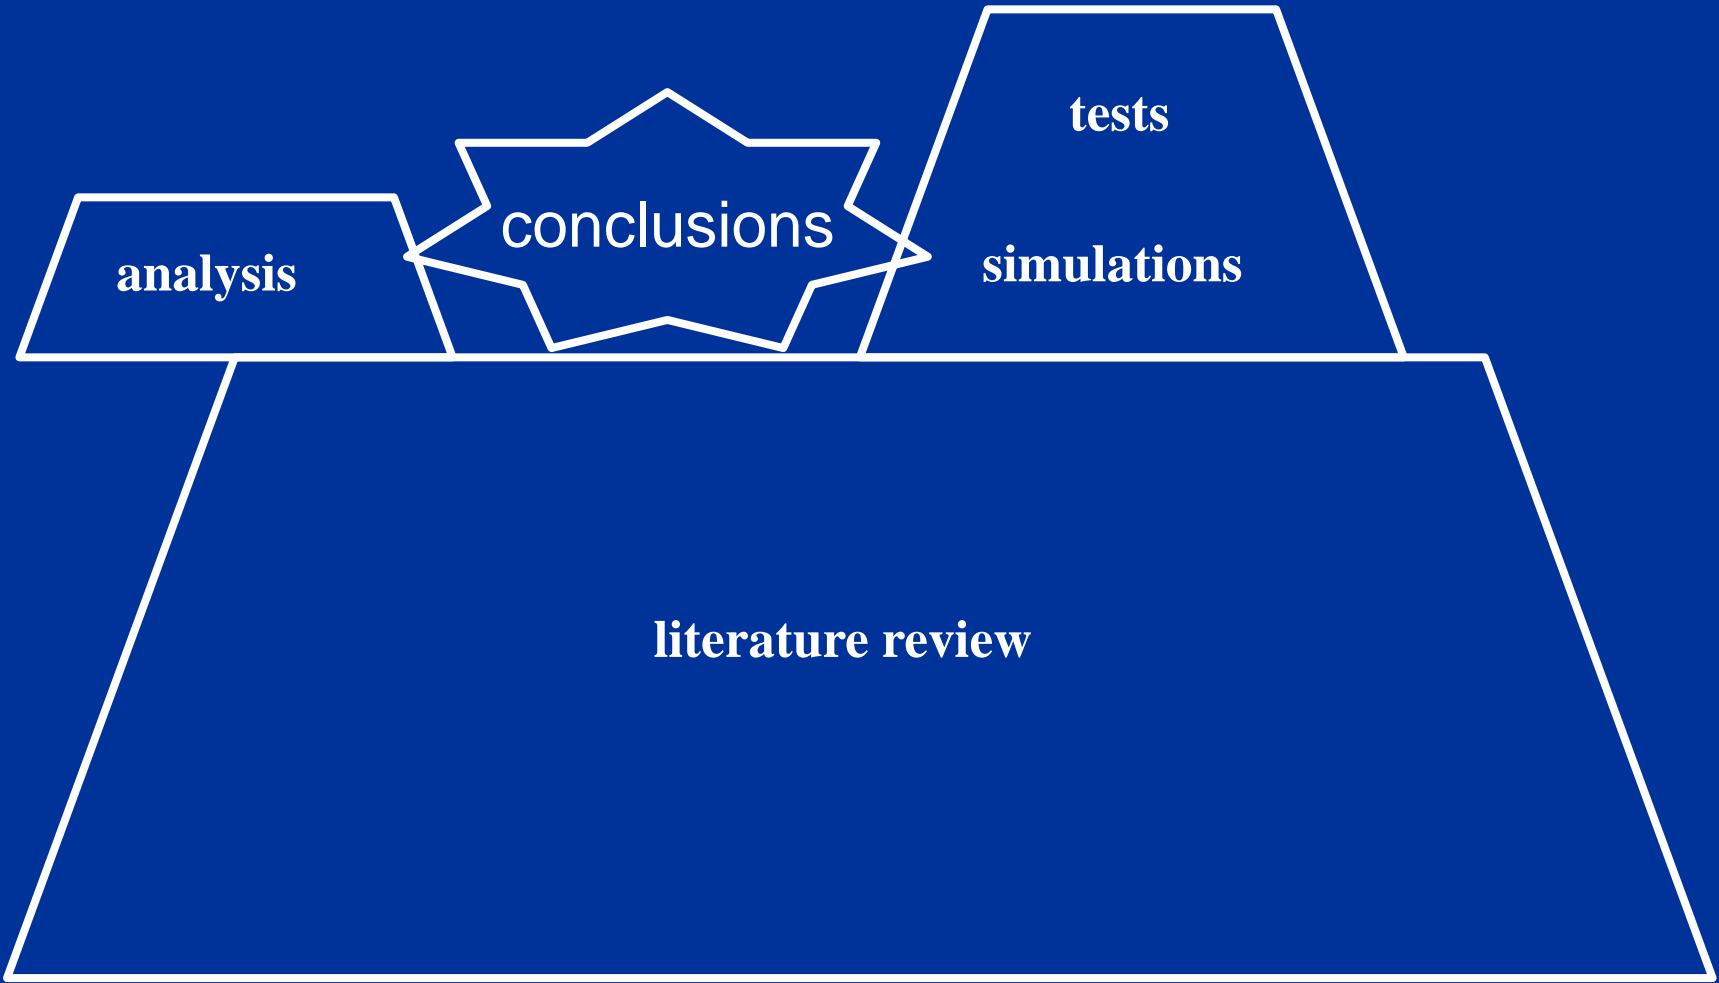 tests
conclusions
simulations
analysis
literature review